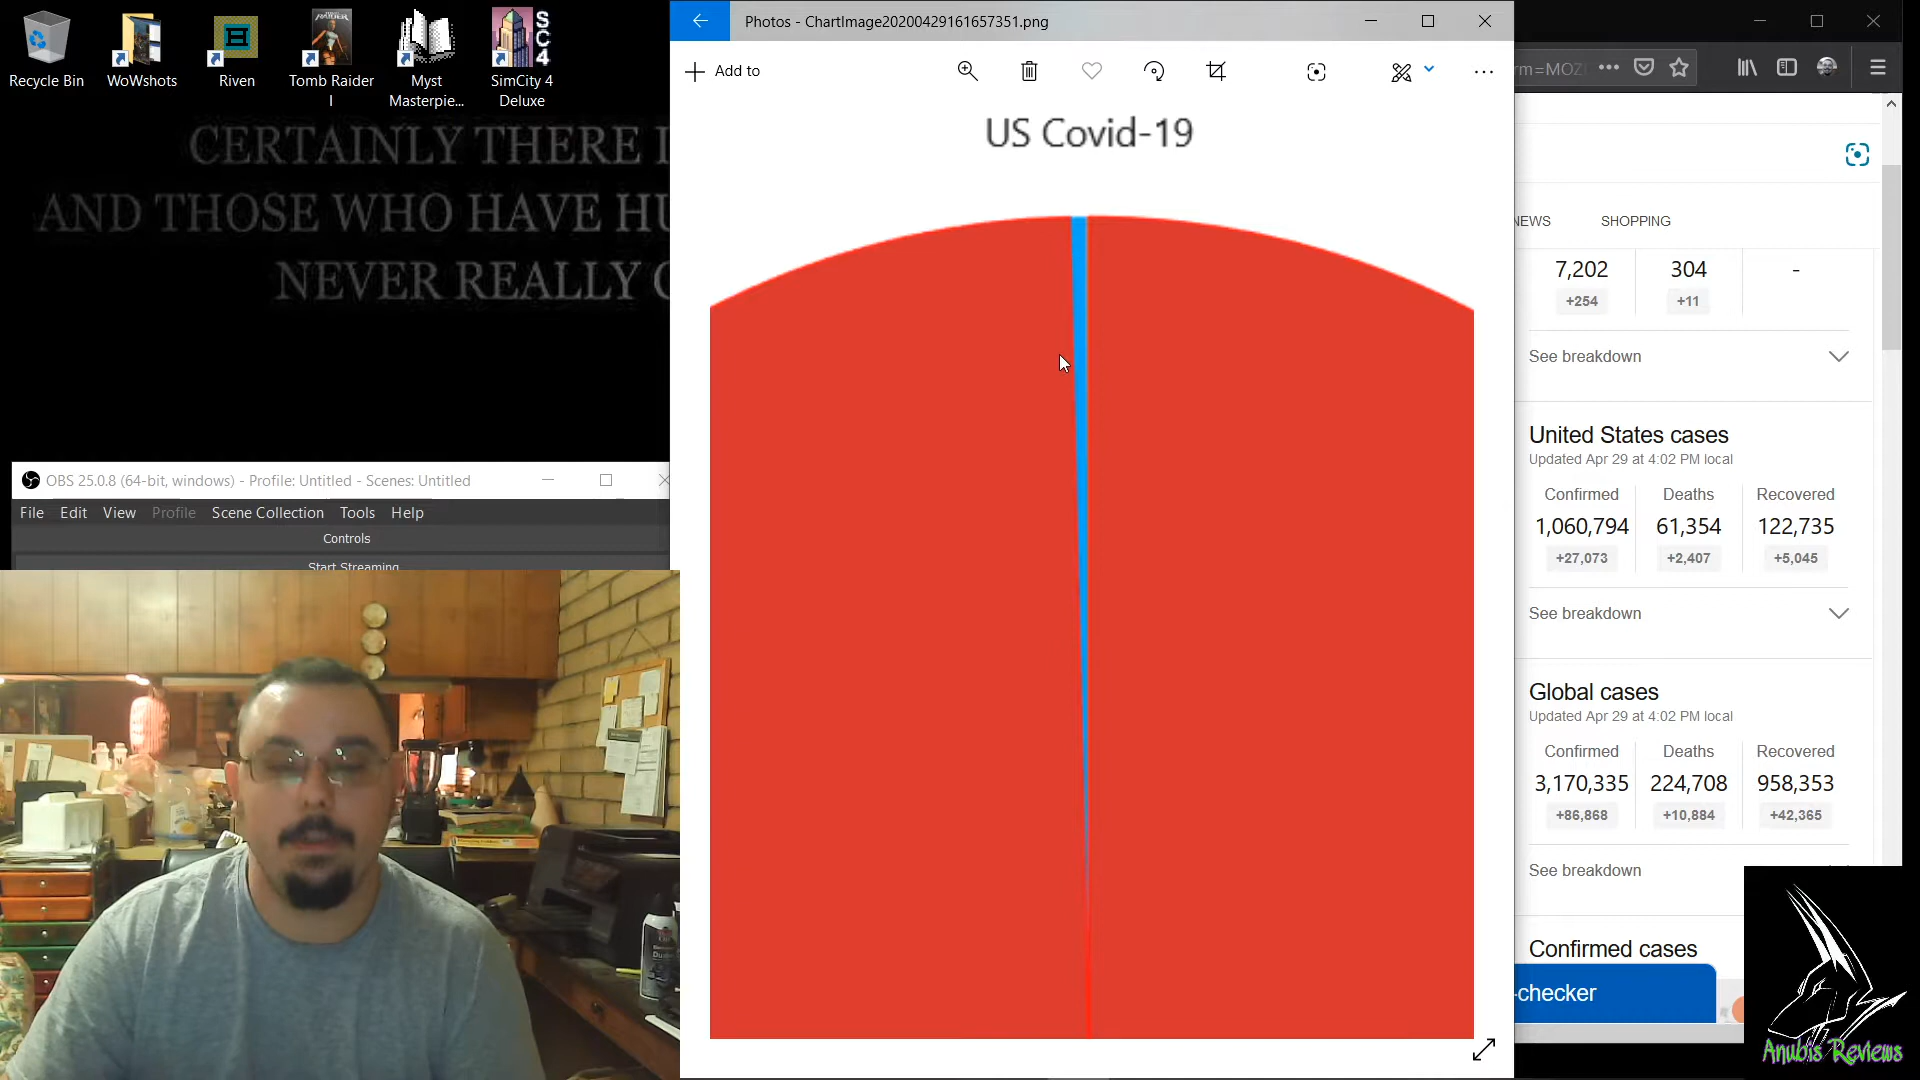 Recycle Bin
WoWshots
Riven
Tomb Raider
I
Myst
Masterpie...
SimCity 4
Deluxe
SC4
CERTAINLY THERE I
AND THOSE WHO HAVE HU
NEVER REALLY
OBS 25.0.8 (64-bit, windows) - Profile: Untitled - Scenes: Untitled
File Edit View Profile Scene Collection Tools Help
Controls
Start Streaming
Photos - ChartImage20200429161657351.png
Add to
US Covid-19
rm=MOZ
NEWS SHOPPING
7,202 304 -
+254 +11
See breakdown
United States cases
Updated Apr 29 at 4:02 PM local
Confirmed Deaths Recovered
1,060,794 61,354 122,735
+27,073 +2,407 +5,045
See breakdown
Global cases
Updated Apr 29 at 4:02 PM local
Confirmed Deaths Recovered
3,170,335 224,708 958,353
+86,868 +10,884 +42,365
See breakdown
Confirmed cases
-checker
Anubis Reviews